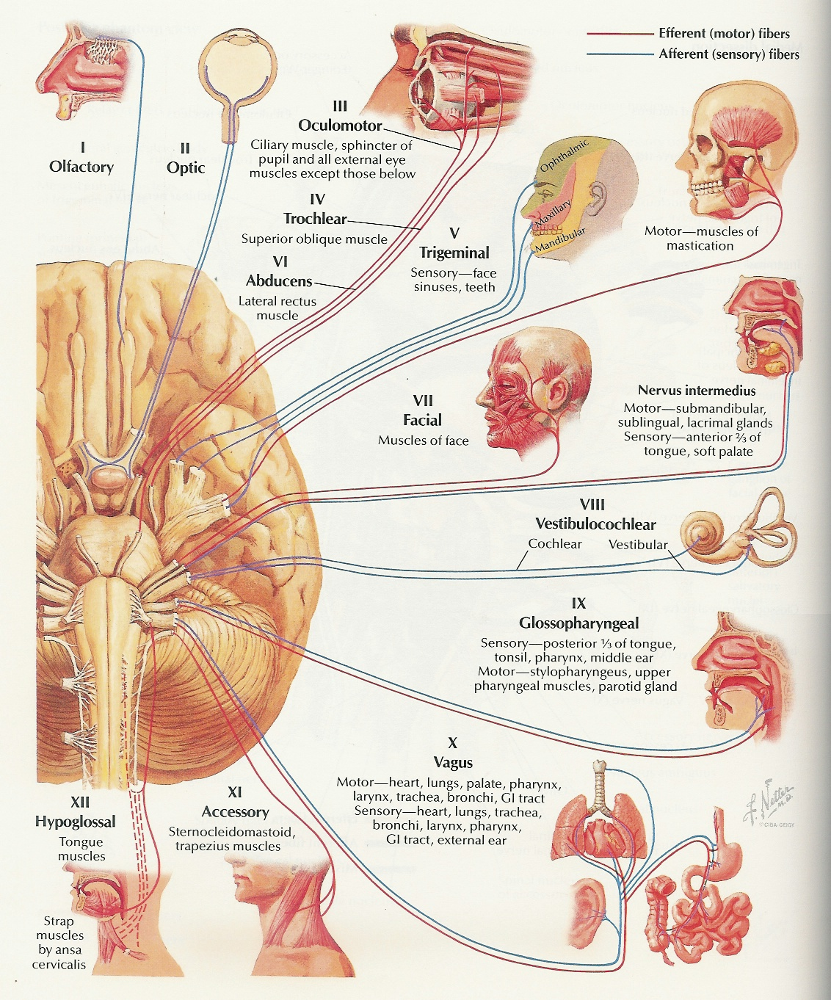 Efferent (motor) fibers
Afferent (sensory) fibers
I
Olfactory
II
Optic
III
Oculomotor
Ciliary muscle, sphincter of
pupil and all external eye
muscles except those below
IV
Trochlear
Superior oblique muscle
VI
Abducens
Lateral rectus
muscle
V
Trigeminal
Sensory—face
sinuses, teeth
Ophthalmic
Maxillary
Mandibular
Motor—muscles of
mastication
VII
Facial
Muscles of face
Nervus intermedius
Motor—submandibular,
sublingual, lacrimal glands
Sensory—anterior ⅔ of
tongue, soft palate
VIII
Vestibulocochlear
Cochlear
Vestibular
IX
Glossopharyngeal
Sensory—posterior ⅓ of tongue,
tonsil, pharynx, middle ear
Motor—stylopharyngeus, upper
pharyngeal muscles, parotid gland
X
Vagus
Motor—heart, lungs, palate, pharynx,
larynx, trachea, bronchi, GI tract
Sensory—heart, lungs, trachea,
bronchi, larynx, pharynx,
GI tract, external ear
XII
Hypoglossal
Tongue
muscles
Strap
muscles
by ansa
cervicalis
XI
Accessory
Sternocleidomastoid,
trapezius muscles
F. Netter
M.D.
©CIBA-GEIGY